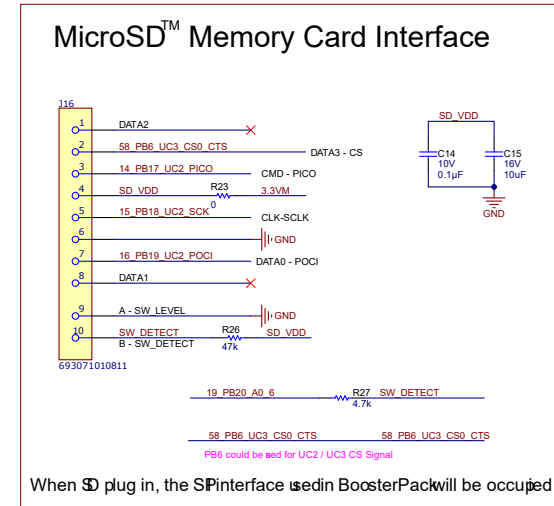 MicroSD™ Memory Card Interface
J16
1 DATA2
2 58_PB6_UC3_CS0_CTS DATA3 - CS
3 14_PB17_UC2_PICO CMD - PICO
4 SD_VDD R23 0 3.3VM
5 15_PB18_UC2_SCK CLK-SCLK
6 GND
7 16_PB19_UC2_POCI DATA0 - POCI
8 DATA1
9 A - SW_LEVEL GND
10 SW_DETECT R26 47k SD_VDD
B - SW_DETECT
693071010811
SD_VDD
C14 10V 0.1µF
C15 16V 10uF
GND
19_PB20_A0_6 R27 4.7k SW_DETECT
58_PB6_UC3_CS0_CTS 58_PB6_UC3_CS0_CTS
PB6 could be used for UC2 / UC3 CS Signal
When SD plug in, the SPI interface used in BoosterPack will be occupied